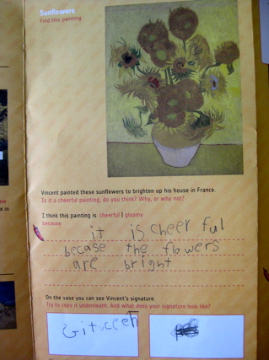 Sunflowers
Find this painting
Vincent painted these sunflowers to brighten up his house in France.
Is it a cheerful painting, do you think? Why, or why not?
I think this painting is cheerful / gloomy
because
it is cheer ful
becase the flowers
are bright
On the vase you can see Vincent's signature.
Try to sign it underneath. And what does your signature look like?